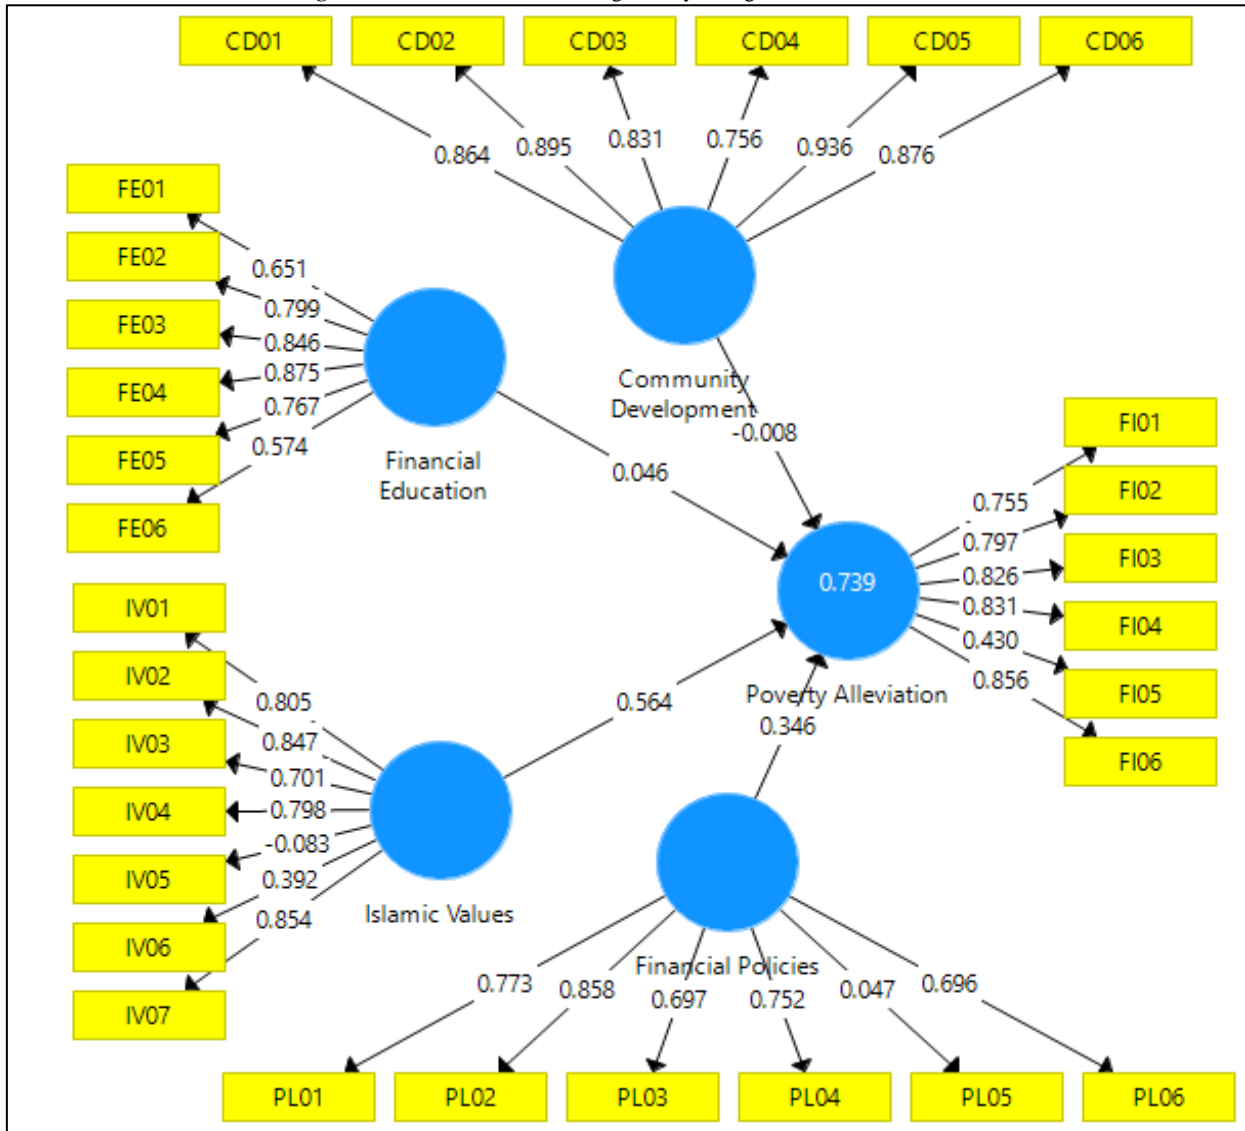 CD01 CD02 CD03 CD04 CD05 CD06
0.864 0.895 0.831 0.756 0.936 0.876
FE01
FE02
FE03
FE04
FE05
FE06
0.651
0.799
0.846
0.875
0.767
0.574
Financial
Education
Community
Development
-0.008
0.046
0.739
Poverty Alleviation
0.755
0.797
0.826
0.831
0.430
0.856
FI01
FI02
FI03
FI04
FI05
FI06
IV01
IV02
IV03
IV04
IV05
IV06
IV07
0.805
0.847
0.701
0.798
-0.083
0.392
0.854
Islamic Values
0.564
0.346
Financial Policies
0.773 0.858 0.697 0.752 0.047 0.696
PL01 PL02 PL03 PL04 PL05 PL06